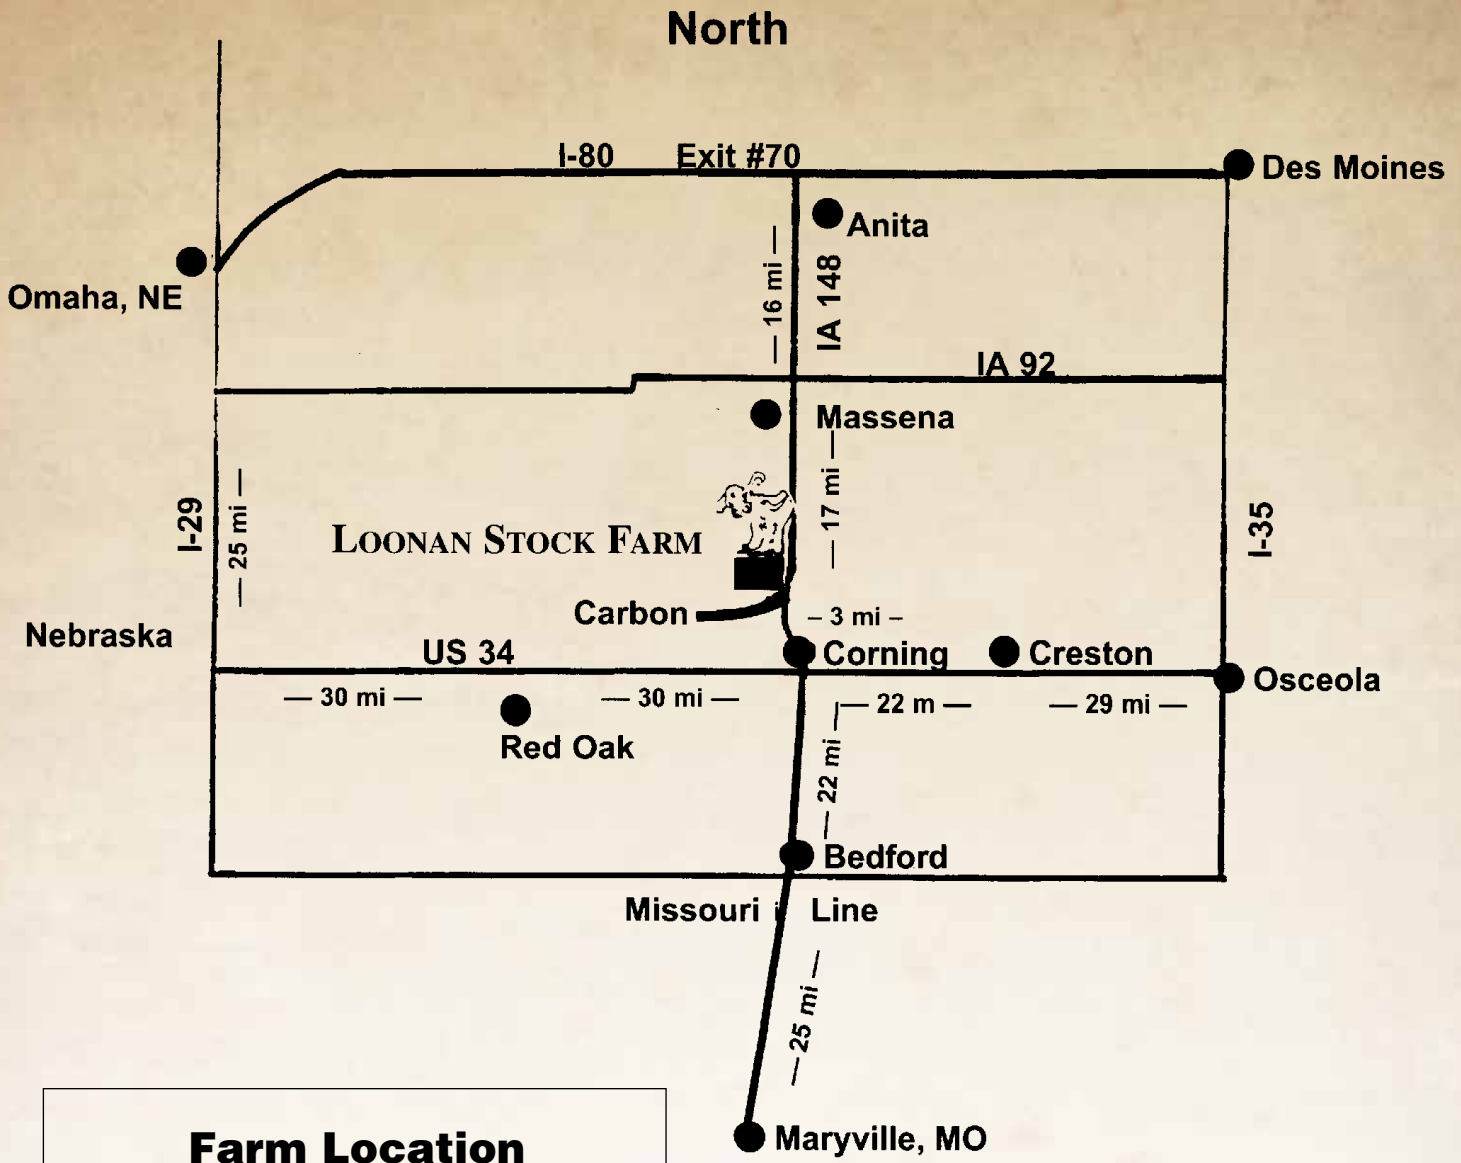 North
I-80
Exit #70
Des Moines
Anita
— 16 mi —
IA 148
Omaha, NE
IA 92
Massena
— 17 mi —
I-29
— 25 mi —
LOONAN STOCK FARM
I-35
Carbon
– 3 mi –
Nebraska
US 34
Corning
Creston
Osceola
— 30 mi —
— 30 mi —
— 22 m —
— 29 mi —
Red Oak
— 22 mi —
Bedford
Missouri Line
— 25 mi —
Maryville, MO
Farm Location